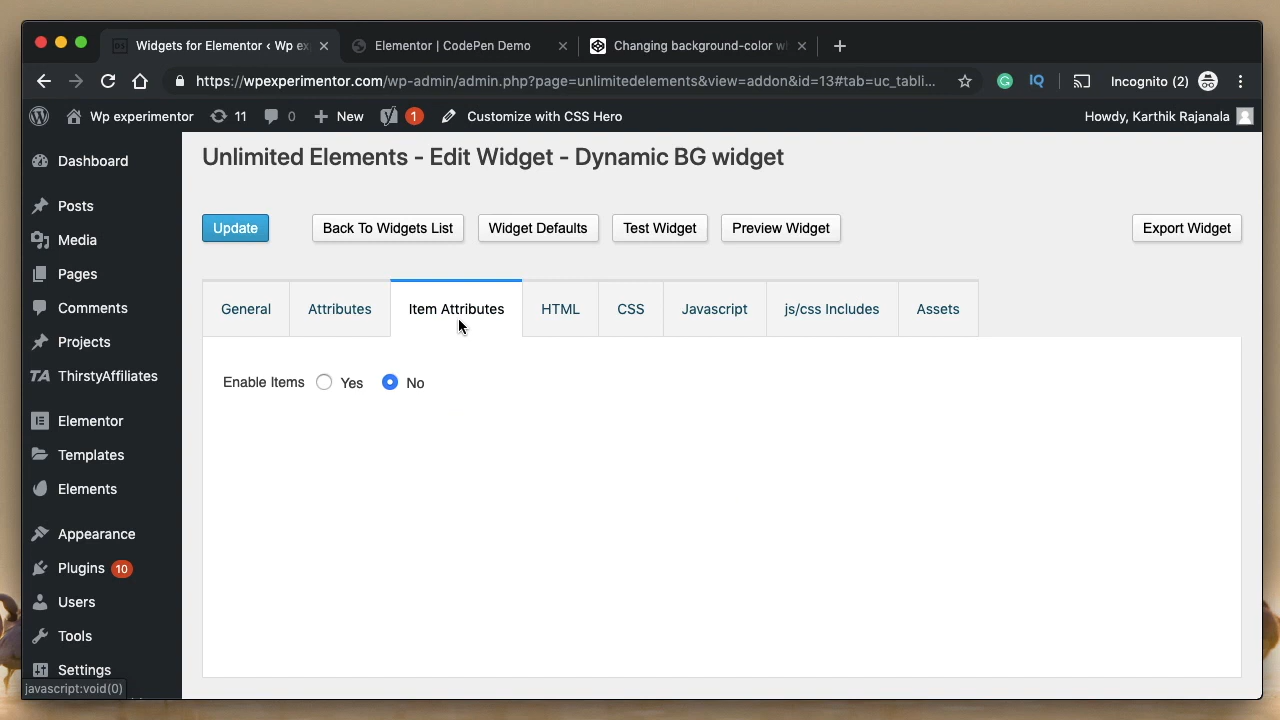 Widgets for Elementor ‹ Wp ex
Elementor | CodePen Demo
Changing background-color wh
https://wpexperimentor.com/wp-admin/admin.php?page=unlimitedelements&view=addon&id=13#tab=uc_tabli...
IQ
Incognito (2)
Wp experimentor
11
0
New
1
Customize with CSS Hero
Howdy, Karthik Rajanala
Dashboard
Posts
Media
Pages
Comments
Projects
TA ThirstyAffiliates
Elementor
Templates
Elements
Appearance
Plugins 10
Users
Tools
Settings
javascript:void(0)
Unlimited Elements - Edit Widget - Dynamic BG widget
Update
Back To Widgets List
Widget Defaults
Test Widget
Preview Widget
Export Widget
General
Attributes
Item Attributes
HTML
CSS
Javascript
js/css Includes
Assets
Enable Items Yes No